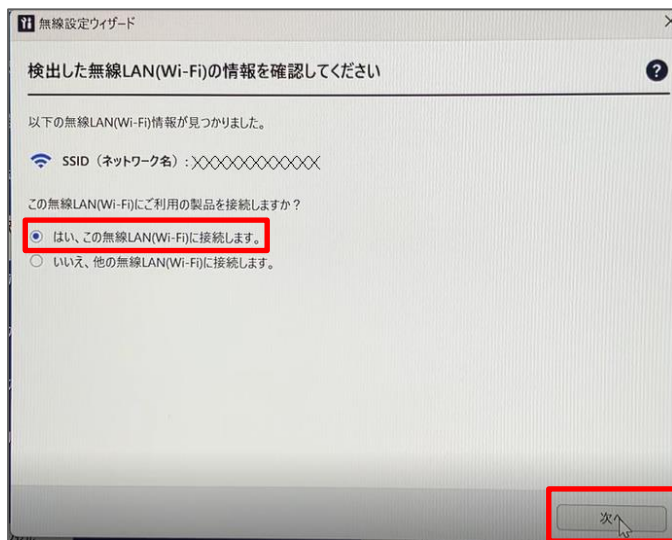 無線設定ウィザード
検出した無線LAN(Wi-Fi)の情報を確認してください
?
以下の無線LAN(Wi-Fi)情報が見つかりました。
SSID（ネットワーク名）:XXXXXXXXXXXX
この無線LAN(Wi-Fi)にご利用の製品を接続しますか？
はい、この無線LAN(Wi-Fi)に接続します。
いいえ、他の無線LAN(Wi-Fi)に接続します。
次へ